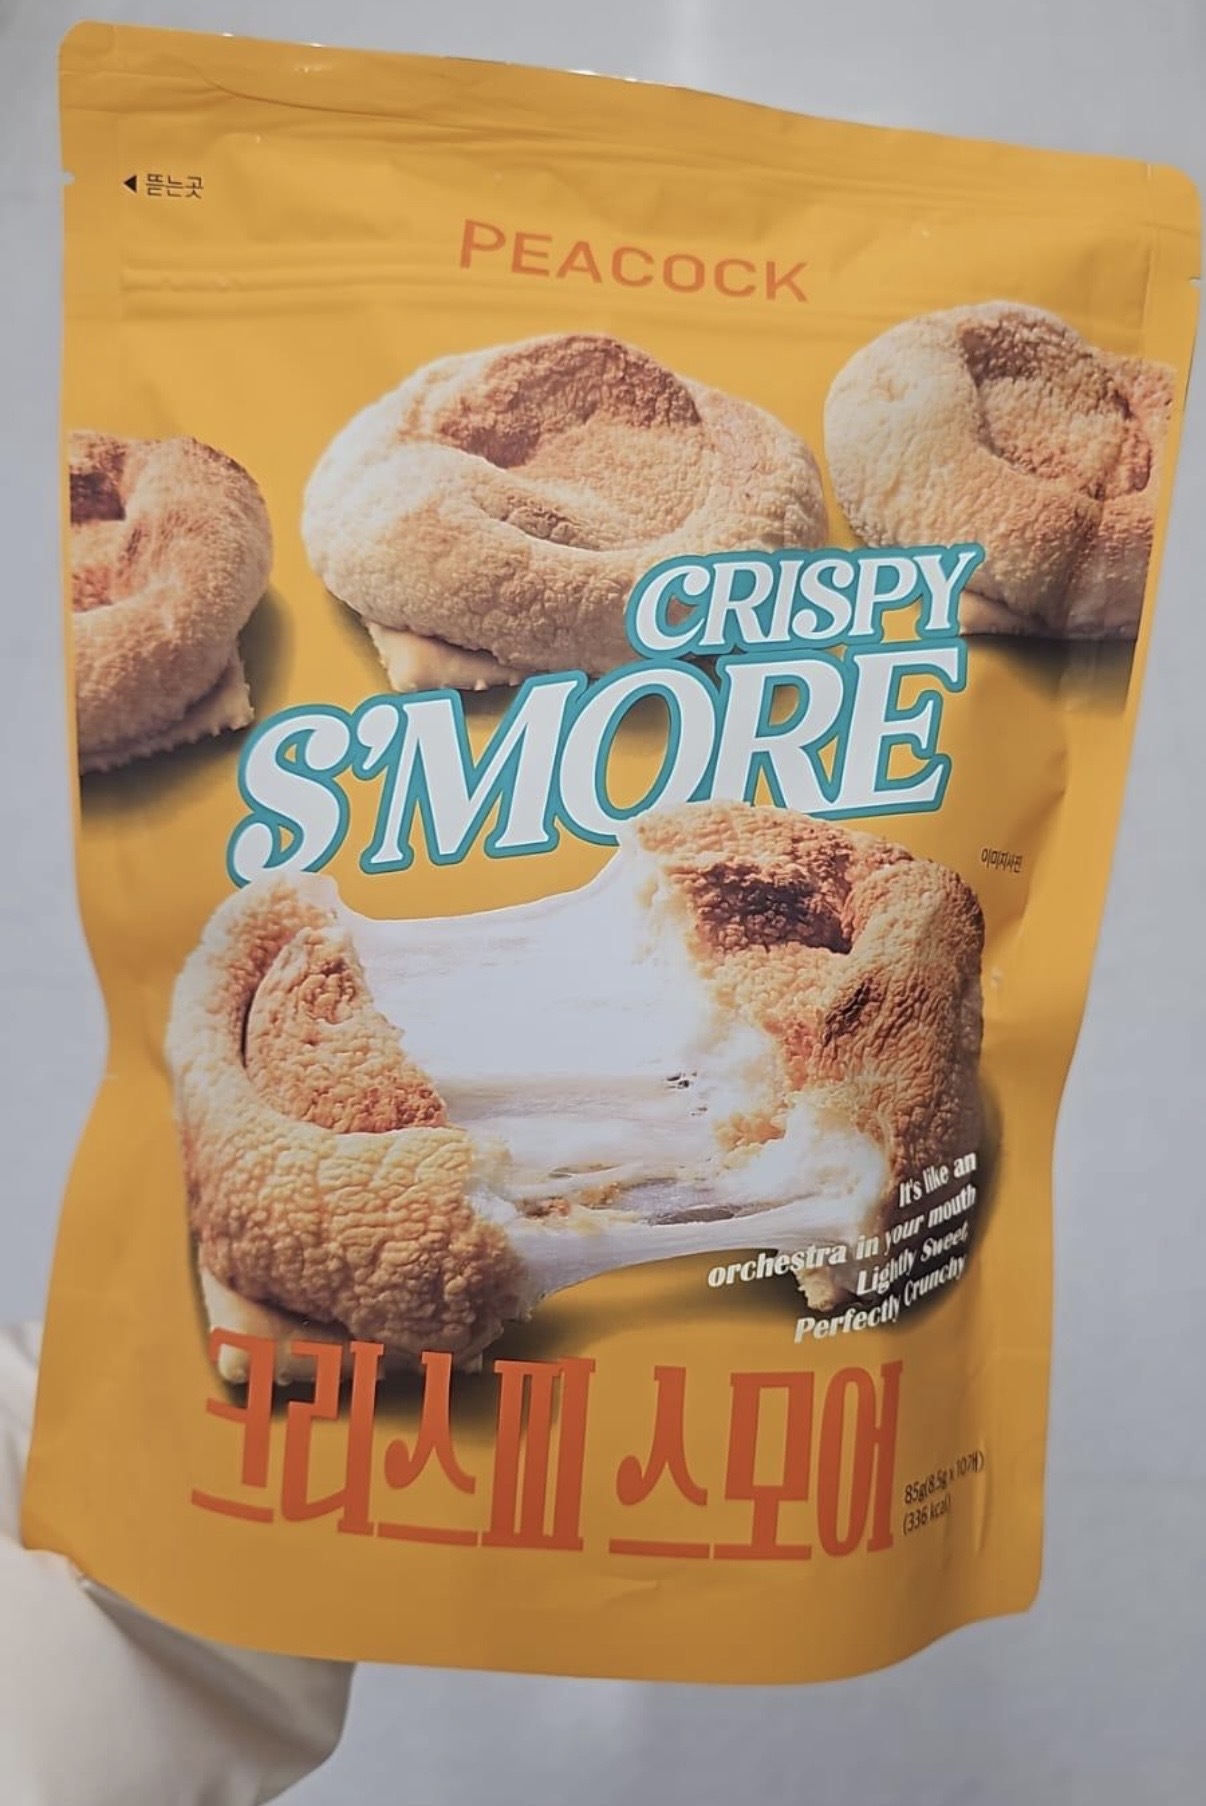 ◀ 뜯는곳
PEACOCK
CRISPY
S'MORE
이미지사진
It's like an
orchestra in your mouth
Lightly Sweet,
Perfectly Crunchy
크리스피 스모어
85g(8.5g x 10개)
(336 kcal)